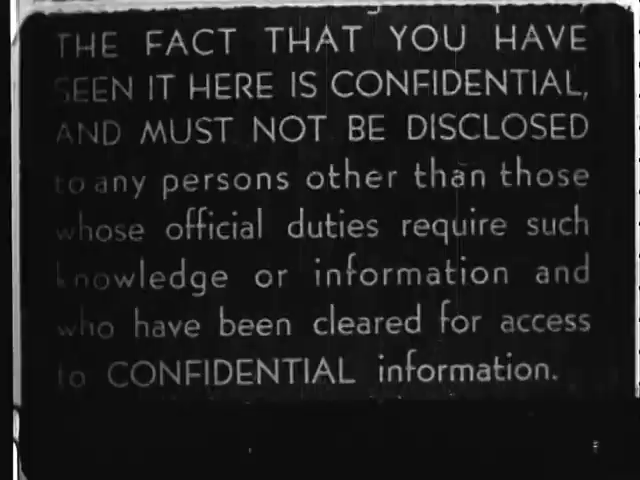 THE FACT THAT YOU HAVE
SEEN IT HERE IS CONFIDENTIAL,
AND MUST NOT BE DISCLOSED
to any persons other than those
whose official duties require such
knowledge or information and
who have been cleared for access
to CONFIDENTIAL information.